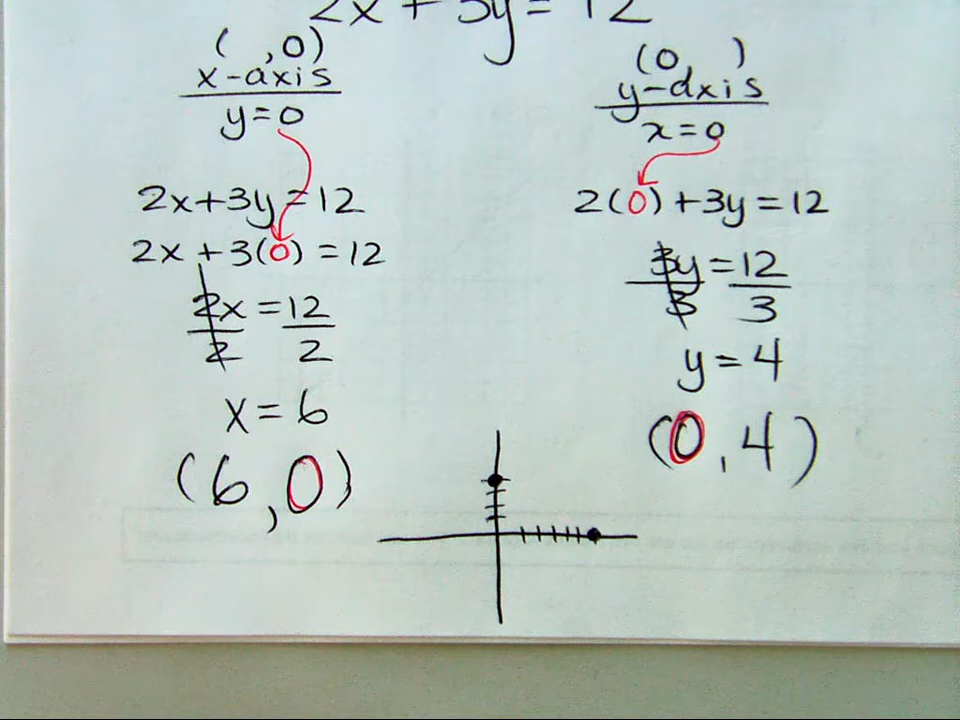 2x + 3y = 12
( ,0)
x-axis
y=0
2x+3y=12
2x+3(0)=12
2x = 12
2 2
x=6
(6,0)
(0, )
y-axis
x=0
2(0)+3y=12
3y = 12
3 3
y=4
(0,4)